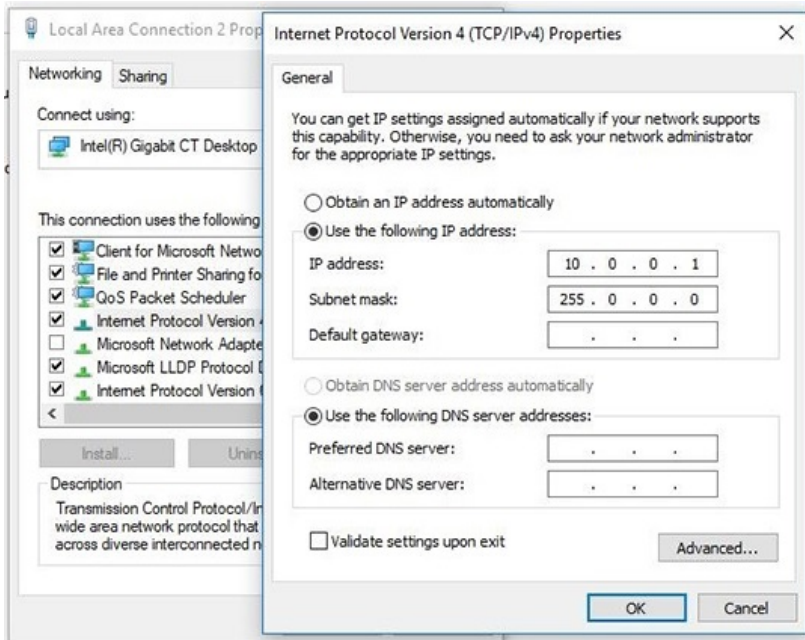 Local Area Connection 2 Prop
Networking
Sharing
Connect using:
Intel(R) Gigabit CT Desktop
This connection uses the following
Client for Microsoft Netwo
File and Printer Sharing fo
QoS Packet Scheduler
Internet Protocol Version 4
Microsoft Network Adapte
Microsoft LLDP Protocol D
Internet Protocol Version 6
Install...
Unins
Description
Transmission Control Protocol/In
wide area network protocol that
across diverse interconnected n
Internet Protocol Version 4 (TCP/IPv4) Properties
General
You can get IP settings assigned automatically if your network supports
this capability. Otherwise, you need to ask your network administrator
for the appropriate IP settings.
Obtain an IP address automatically
Use the following IP address:
IP address: 10 . 0 . 0 . 1
Subnet mask: 255 . 0 . 0 . 0
Default gateway: . . .
Obtain DNS server address automatically
Use the following DNS server addresses:
Preferred DNS server: . . .
Alternative DNS server: . . .
Validate settings upon exit
Advanced...
OK
Cancel